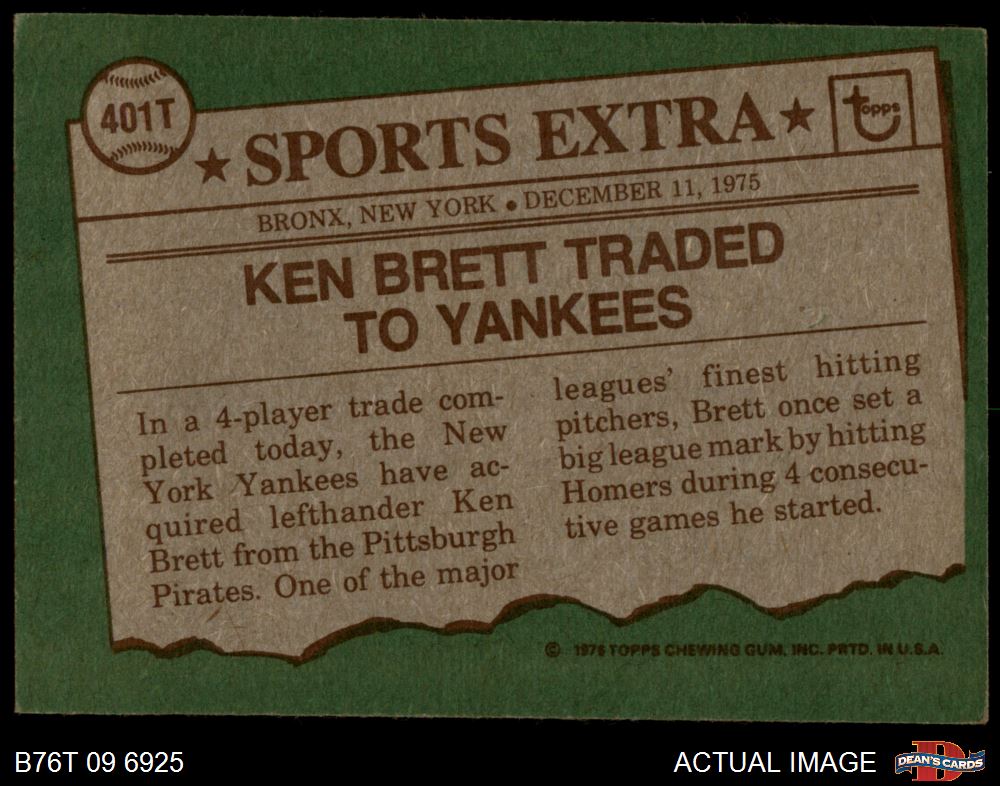 401T
★ SPORTS EXTRA ★
topps
BRONX, NEW YORK • DECEMBER 11, 1975
KEN BRETT TRADED
TO YANKEES
In a 4-player trade com-
pleted today, the New
York Yankees have ac-
quired lefthander Ken
Brett from the Pittsburgh
Pirates. One of the major
leagues' finest hitting
pitchers, Brett once set a
big league mark by hitting
Homers during 4 consecu-
tive games he started.
© 1976 TOPPS CHEWING GUM, INC. PRTD. IN U.S.A.
B76T 09 6925
ACTUAL IMAGE
D
DEAN'S CARDS